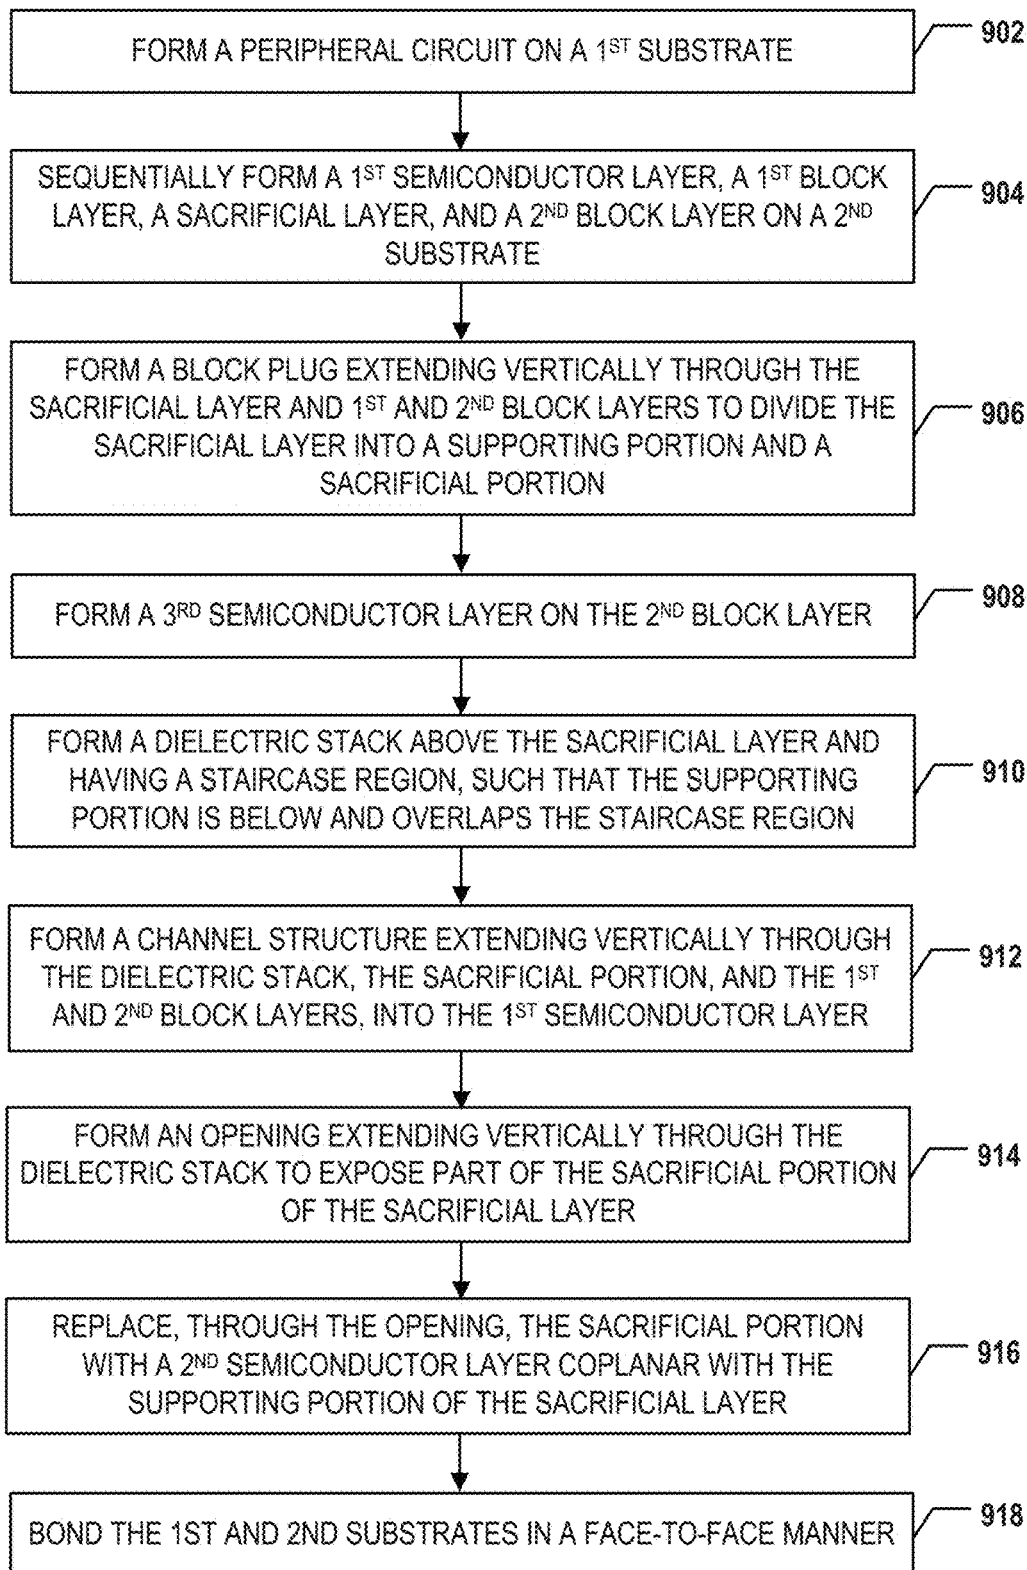 FORM A PERIPHERAL CIRCUIT ON A 1ST SUBSTRATE
902
SEQUENTIALLY FORM A 1ST SEMICONDUCTOR LAYER, A 1ST BLOCK
LAYER, A SACRIFICIAL LAYER, AND A 2ND BLOCK LAYER ON A 2ND
SUBSTRATE
904
FORM A BLOCK PLUG EXTENDING VERTICALLY THROUGH THE
SACRIFICIAL LAYER AND 1ST AND 2ND BLOCK LAYERS TO DIVIDE THE
SACRIFICIAL LAYER INTO A SUPPORTING PORTION AND A
SACRIFICIAL PORTION
906
FORM A 3RD SEMICONDUCTOR LAYER ON THE 2ND BLOCK LAYER
908
FORM A DIELECTRIC STACK ABOVE THE SACRIFICIAL LAYER AND
HAVING A STAIRCASE REGION, SUCH THAT THE SUPPORTING
PORTION IS BELOW AND OVERLAPS THE STAIRCASE REGION
910
FORM A CHANNEL STRUCTURE EXTENDING VERTICALLY THROUGH
THE DIELECTRIC STACK, THE SACRIFICIAL PORTION, AND THE 1ST
AND 2ND BLOCK LAYERS, INTO THE 1ST SEMICONDUCTOR LAYER
912
FORM AN OPENING EXTENDING VERTICALLY THROUGH THE
DIELECTRIC STACK TO EXPOSE PART OF THE SACRIFICIAL PORTION
OF THE SACRIFICIAL LAYER
914
REPLACE, THROUGH THE OPENING, THE SACRIFICIAL PORTION
WITH A 2ND SEMICONDUCTOR LAYER COPLANAR WITH THE
SUPPORTING PORTION OF THE SACRIFICIAL LAYER
916
BOND THE 1ST AND 2ND SUBSTRATES IN A FACE-TO-FACE MANNER
918